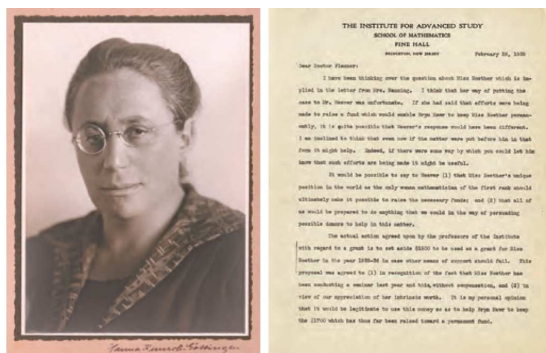 THE INSTITUTE FOR ADVANCED STUDY
SCHOOL OF MATHEMATICS
FINE HALL
PRINCETON, NEW JERSEY
February 28, 1935
Dear Doctor Flexner:
I have been thinking over the question about Miss Noether which is im-
plied in the letter from Mrs. Manning. I think that her way of putting the
case to Dr. Weaver was unfortunate. If she had said that efforts were being
made to raise a fund which would enable Bryn Mawr to keep Miss Noether perman-
ently, it is quite possible that Weaver's response would have been different.
I am inclined to think that even now if the matter were put before him in that
form it might help. Indeed, if there were some way by which you could let him
know that such efforts are being made it might be useful.
It would be possible to say to Weaver (1) that Miss Noether's unique
position in the world as the only woman mathematician of the first rank should
ultimately make it possible to raise the necessary funds; and (2) that all of
us would be prepared to do anything that we could in the way of persuading
possible donors to help in this matter.
The actual action agreed upon by the professors of the Institute
with regard to a grant is to set aside $1500 to be used as a grant for Miss
Noether in the year 1935-36 in case other means of support should fail. This
proposal was agreed to (1) in recognition of the fact that Miss Noether has
been conducting a seminar last year and this, without compensation, and (2) in
view of our appreciation of her intrinsic worth. It is my personal opinion
that it would be legitimate to use this money so as to help Bryn Mawr to keep
the $1700 which has thus far been raised toward a permanent fund.